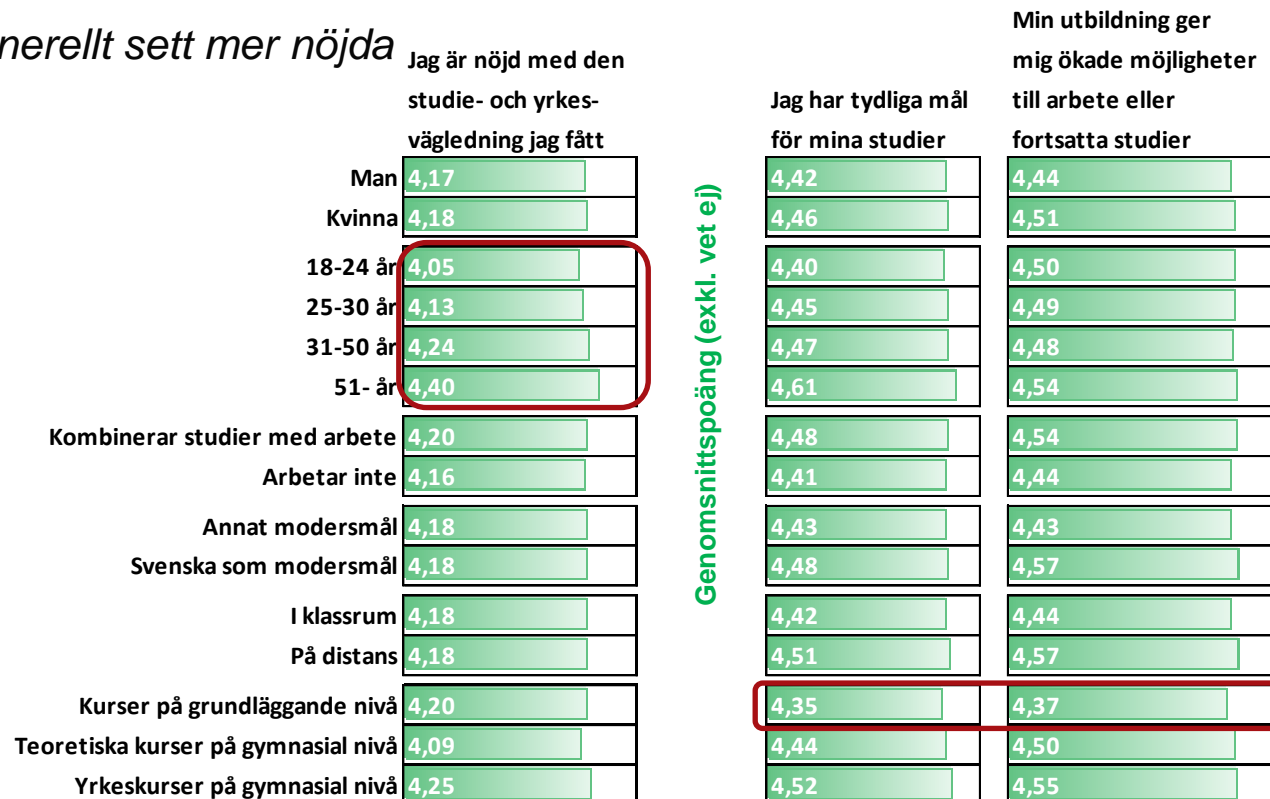 nerellt sett mer nöjda
Jag är nöjd med den
studie- och yrkes-
vägledning jag fått
Jag har tydliga mål
för mina studier
Min utbildning ger
mig ökade möjligheter
till arbete eller
fortsatta studier
Genomsnittspoäng (exkl. vet ej)
Man 4,17 4,42 4,44
Kvinna 4,18 4,46 4,51
18-24 år 4,05 4,40 4,50
25-30 år 4,13 4,45 4,49
31-50 år 4,24 4,47 4,48
51- år 4,40 4,61 4,54
Kombinerar studier med arbete 4,20 4,48 4,54
Arbetar inte 4,16 4,41 4,44
Annat modersmål 4,18 4,43 4,43
Svenska som modersmål 4,18 4,48 4,57
I klassrum 4,18 4,42 4,44
På distans 4,18 4,51 4,57
Kurser på grundläggande nivå 4,20 4,35 4,37
Teoretiska kurser på gymnasial nivå 4,09 4,44 4,50
Yrkeskurser på gymnasial nivå 4,25 4,52 4,55